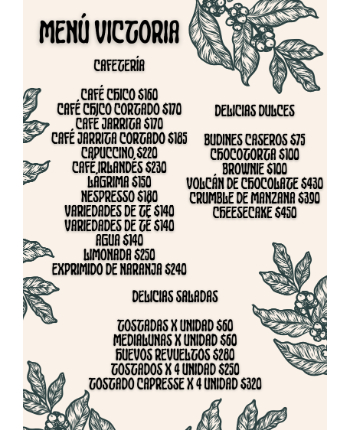 MENÚ VICTORIA
CAFETERÍA
CAFÉ CHICO $160
CAFÉ CHICO CORTADO $170
CAFE JARRITA $170
CAFÉ JARRITA CORTADO $185
CAPUCCINO $220
CAFÉ IRLANDÉS $230
LAGRIMA $150
NESPRESSO $180
VARIEDADES DE TÉ $140
VARIEDADES DE TÉ $140
AGUA $140
LIMONADA $250
EXPRIMIDO DE NARANJA $240
DELICIAS DULCES
BUDINES CASEROS $75
CHOCOTORTA $100
BROWNIE $100
VOLCÁN DE CHOCOLATE $430
CRUMBLE DE MANZANA $390
CHEESECAKE $450
DELICIAS SALADAS
TOSTADAS X UNIDAD $60
MEDIALUNAS X UNIDAD $60
HUEVOS REVUELTOS $280
TOSTADOS X 4 UNIDAD $250
TOSTADO CAPRESSE X 4 UNIDAD $320